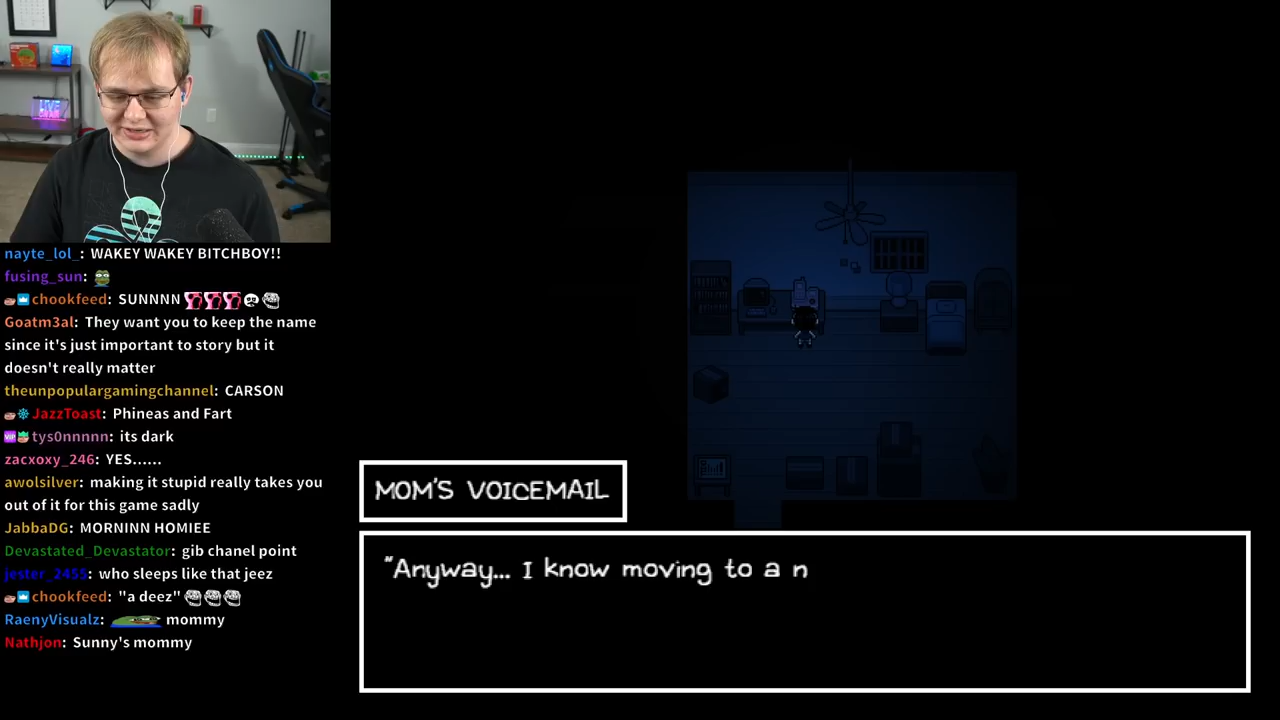 nayte_lol_: WAKEY WAKEY BITCHBOY!!
fusing_sun:
chookfeed: SUNNNN
Goatm3al: They want you to keep the name
since it's just important to story but it
doesn't really matter
theunpopulargamingchannel: CARSON
JazzToast: Phineas and Fart
tys0nnnnn: its dark
zacxoxy_246: YES......
awolsilver: making it stupid really takes you
out of it for this game sadly
JabbaDG: MORNINN HOMIEE
Devastated_Devastator: gib chanel point
jester_2455: who sleeps like that jeez
chookfeed: "a deez"
RaenyVisualz: mommy
Nathjon: Sunny's mommy
MOM'S VOICEMAIL
"Anyway... I know moving to a n